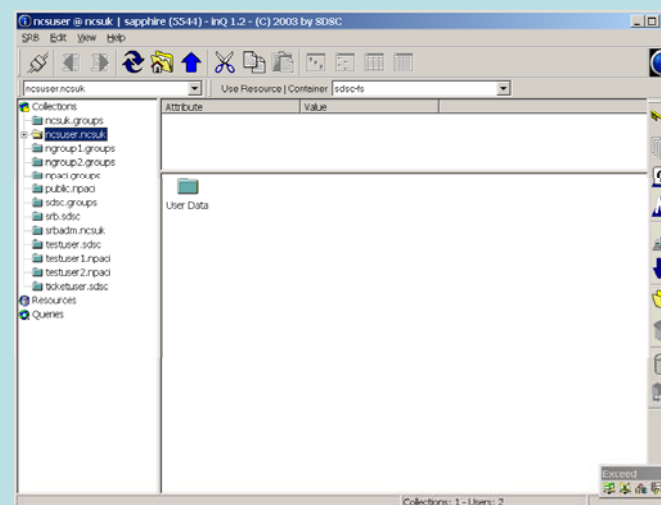 ncsuser @ ncsuk | sapphire (5544) - inQ 1.2 - (C) 2003 by SDSC
SRB Edit View Help
ncsuser.ncsuk Use Resource | Container sdsc-fs
Collections
ncsuk.groups
ncsuser.ncsuk
ngroup1.groups
ngroup2.groups
npaci.groups
public.npaci
sdsc.groups
srb.sdsc
srbadm.ncsuk
testuser.sdsc
testuser1.npaci
testuser2.npaci
ticketuser.sdsc
Resources
Queries
Attribute Value
User Data
Exceed
Collections: 1 - Users: 2